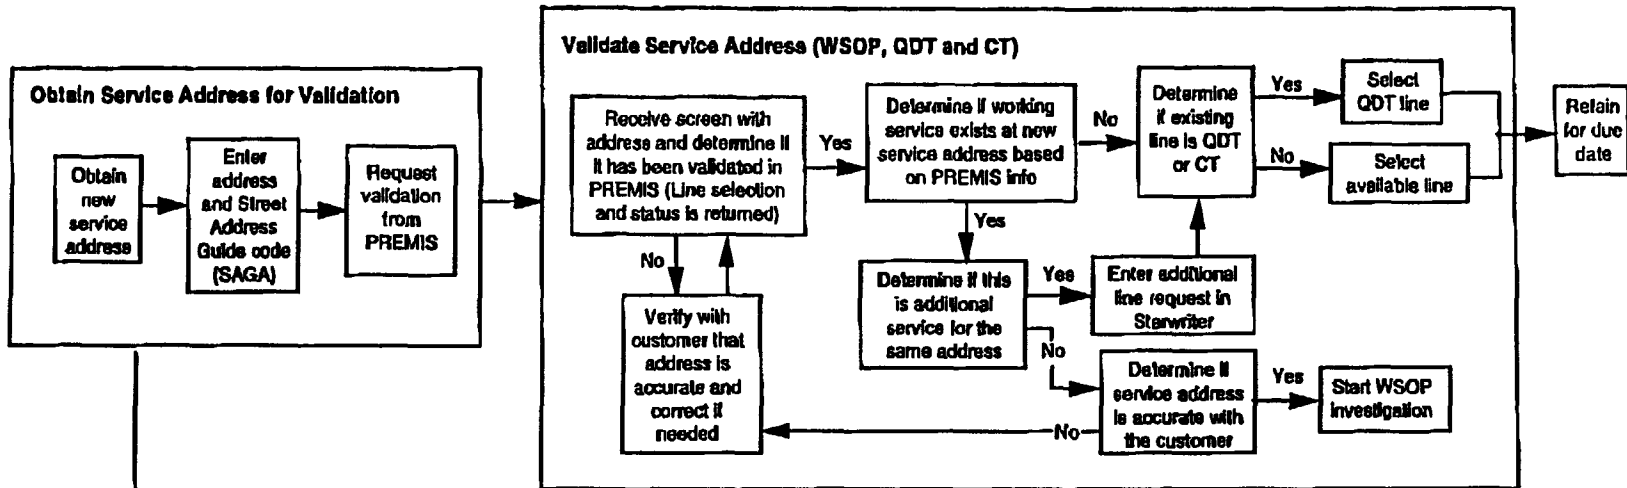 Obtain Service Address for Validation
Obtain
new
service
address
Enter
address
and Street
Address
Guide code
(SAGA)
Request
validation
from
PREMIS
Validate Service Address (WSOP, QDT and CT)
Receive screen with
address and determine if
it has been validated in
PREMIS (Line selection
and status is returned)
Yes
No
Verify with
customer that
address is
accurate and
correct if
needed
Determine if working
service exists at new
service address based
on PREMIS info
No
Yes
Determine if this
is additional
service for the
same address
Yes
No
Enter additional
line request in
Starwriter
Determine
if existing
line is QDT
or CT
Yes
No
Select
QDT line
Select
available line
Determine if
service address
is accurate with
the customer
Yes
No
Start WSOP
investigation
Retain
for due
date